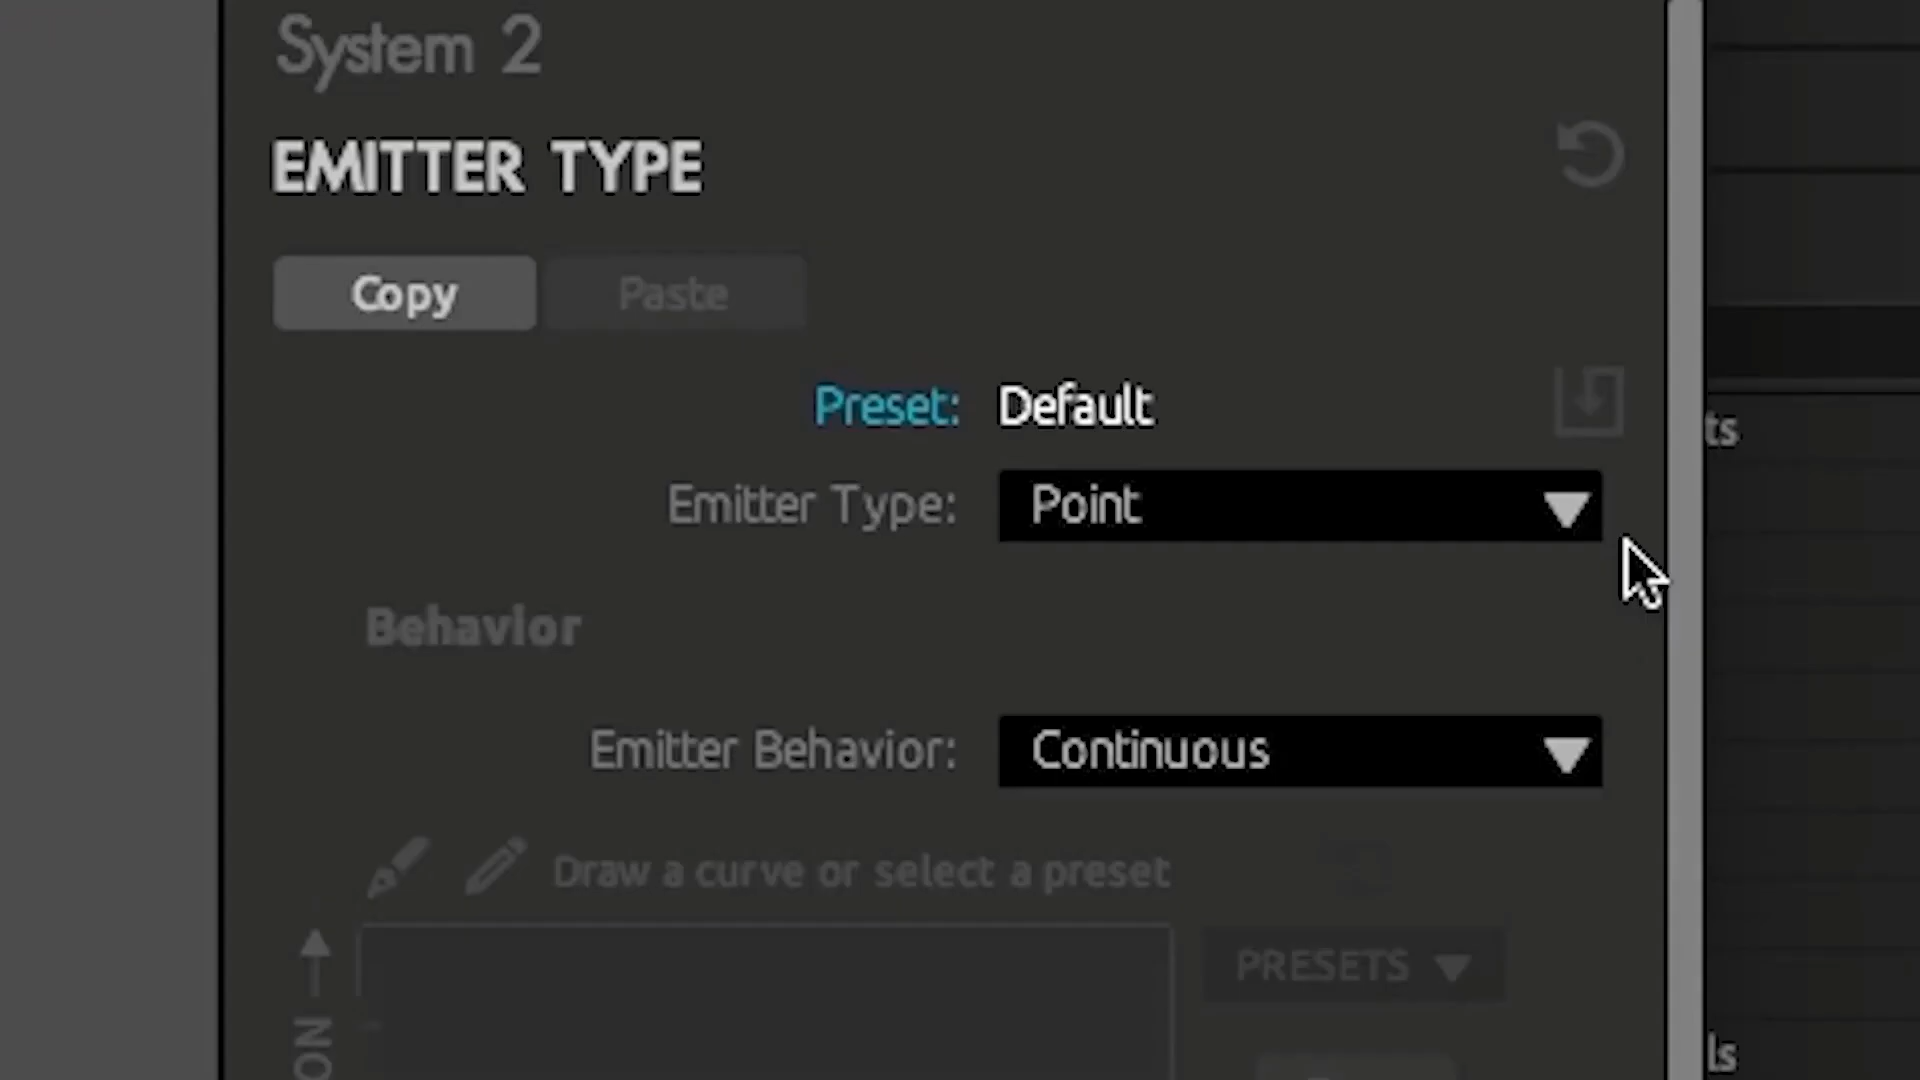 System 2
EMITTER TYPE
Copy
Paste
Preset: Default
ts
Emitter Type: Point
Behavior
Emitter Behavior: Continuous
Draw a curve or select a preset
PRESETS
ON
ls